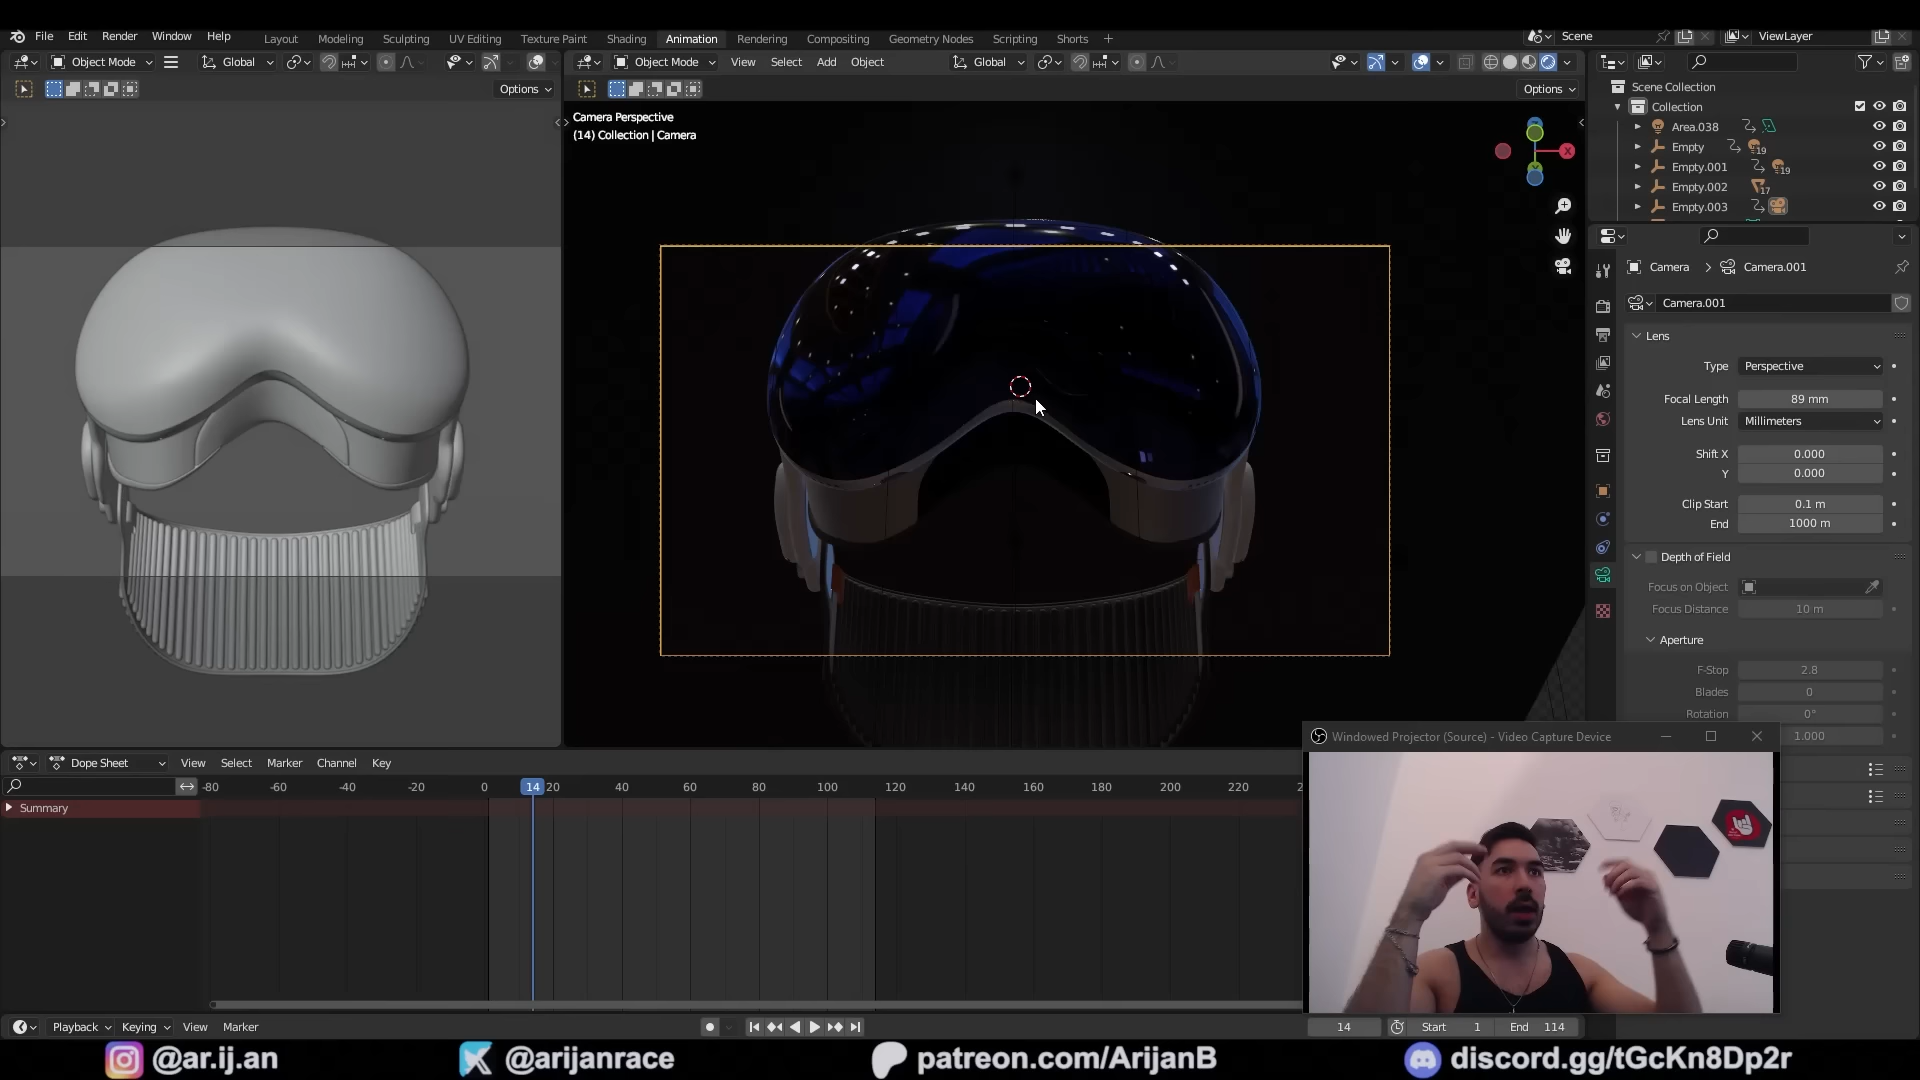 File Edit Render Window Help Layout Modeling Sculpting UV Editing Texture Paint Shading Animation Rendering Compositing Geometry Nodes Scripting Shorts + Scene ViewLayer
Object Mode Global Object Mode View Select Add Object Global
Options Options
Camera Perspective
(14) Collection | Camera
X
Scene Collection
Collection
Area.038
Empty 19
Empty.001 19
Empty.002 17
Empty.003
Camera > Camera.001
Camera.001
Lens
Type Perspective
Focal Length 89 mm
Lens Unit Millimeters
Shift X 0.000
Y 0.000
Clip Start 0.1 m
End 1000 m
Depth of Field
Focus on Object
Focus Distance 10 m
Aperture
F-Stop 2.8
Blades 0
Rotation 0°
1.000
Windowed Projector (Source) - Video Capture Device
Dope Sheet View Select Marker Channel Key
-80 -60 -40 -20 0 14 20 40 60 80 100 120 140 160 180 200 220 2
Summary
Playback Keying View Marker 14 Start 1 End 114
@ar.ij.an @arijanrace patreon.com/ArijanB discord.gg/tGcKn8Dp2r